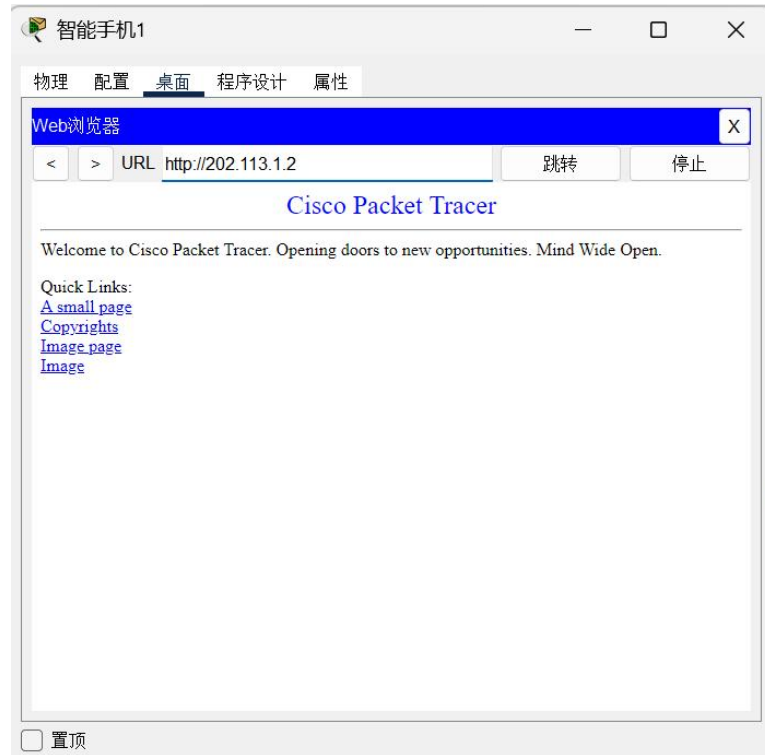 智能手机1
物理 配置 桌面 程序设计 属性
Web浏览器 X
< > URL http://202.113.1.2 跳转 停止
Cisco Packet Tracer
Welcome to Cisco Packet Tracer. Opening doors to new opportunities. Mind Wide Open.
Quick Links:
A small page
Copyrights
Image page
Image
置顶